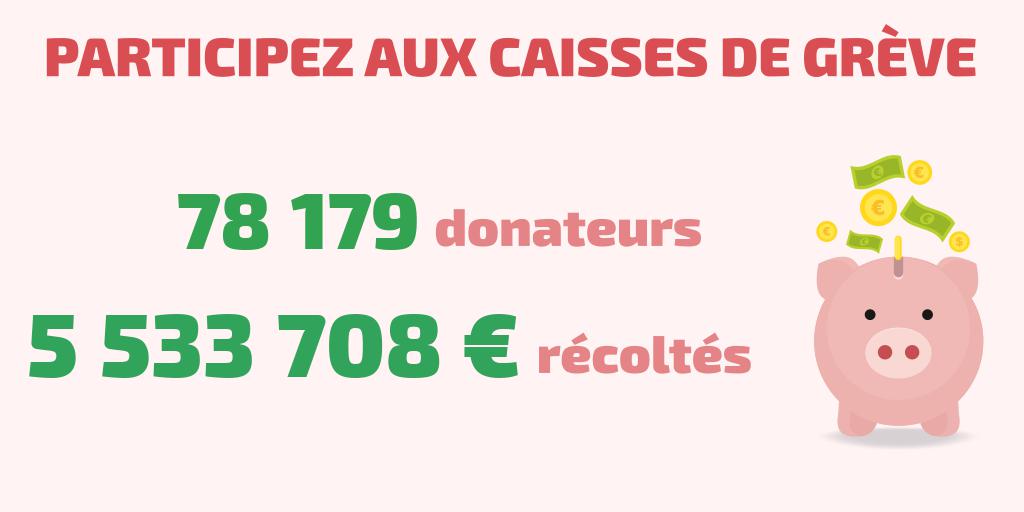 PARTICIPEZ AUX CAISSES DE GRÈVE
78 179 donateurs
5 533 708 € récoltés